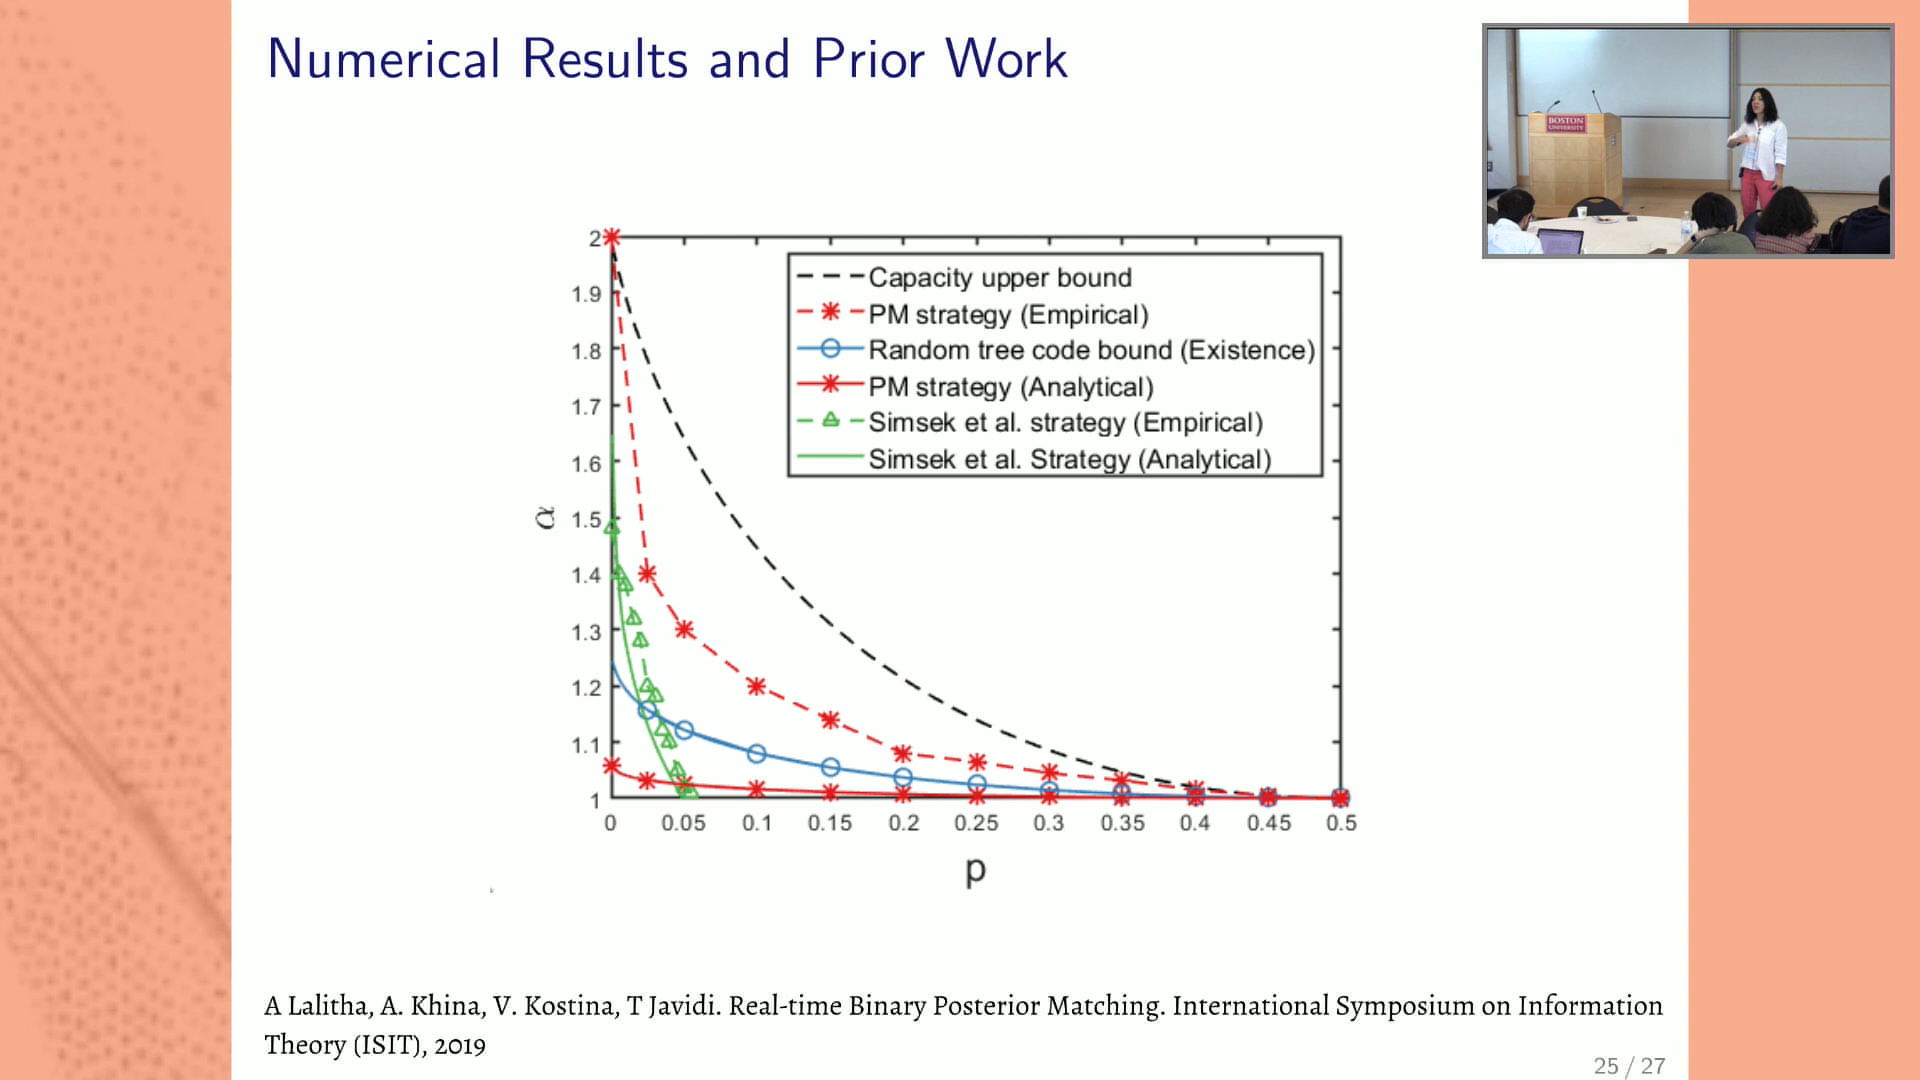 Numerical Results and Prior Work
BOSTON
UNIVERSITY
2
1.9
1.8
1.7
1.6
1.5
1.4
1.3
1.2
1.1
1
α
Capacity upper bound
PM strategy (Empirical)
Random tree code bound (Existence)
PM strategy (Analytical)
Simsek et al. strategy (Empirical)
Simsek et al. Strategy (Analytical)
0 0.05 0.1 0.15 0.2 0.25 0.3 0.35 0.4 0.45 0.5
p
A Lalitha, A. Khina, V. Kostina, T Javidi. Real-time Binary Posterior Matching. International Symposium on Information
Theory (ISIT), 2019
25 / 27